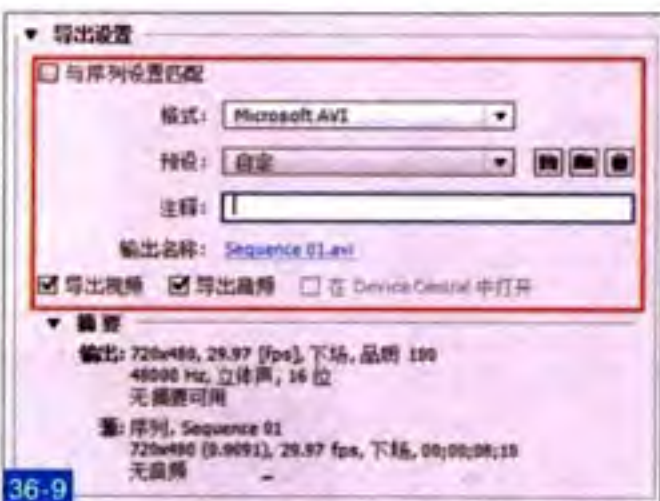 ▼ 导出设置
与序列设置匹配
格式: Microsoft AVI
预设: 自定
注释:
输出名称: Sequence 01.avi
导出视频 导出音频 在 Device Central 中打开
▼ 摘要
输出: 720x480, 29.97 [fps], 下场, 品质 100
48000 Hz, 立体声, 16 位
无摘要可用
源: 序列, Sequence 01
720x480 (0.9091), 29.97 fps, 下场,
无音频
36-9